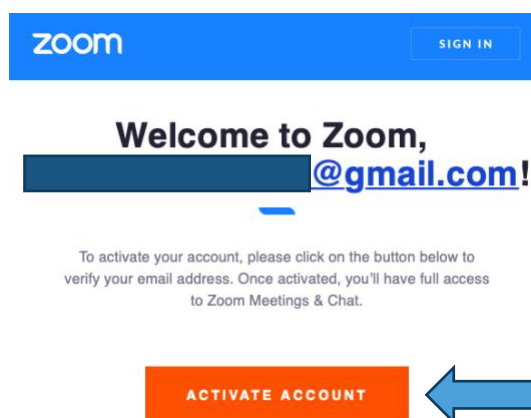 zoom
SIGN IN
Welcome to Zoom,
@gmail.com!
To activate your account, please click on the button below to
verify your email address. Once activated, you'll have full access
to Zoom Meetings & Chat.
ACTIVATE ACCOUNT